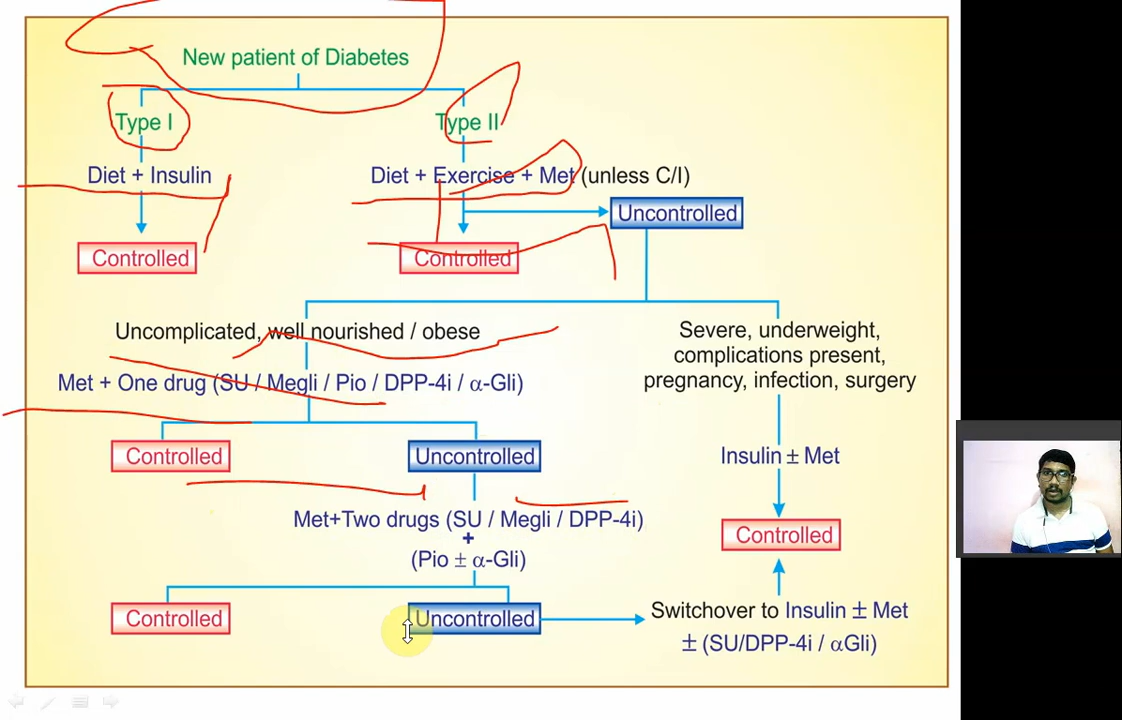 New patient of Diabetes
Type I
Type II
Diet + Insulin
Diet + Exercise + Met (unless C/I)
Uncontrolled
Controlled
Controlled
Uncomplicated, well nourished / obese
Severe, underweight,
complications present,
pregnancy, infection, surgery
Met + One drug (SU / Megli / Pio / DPP-4i / α-Gli)
Controlled
Uncontrolled
Insulin ± Met
Met+Two drugs (SU / Megli / DPP-4i)
+
(Pio ± α-Gli)
Controlled
Controlled
Uncontrolled
Switchover to Insulin ± Met
± (SU/DPP-4i / αGli)